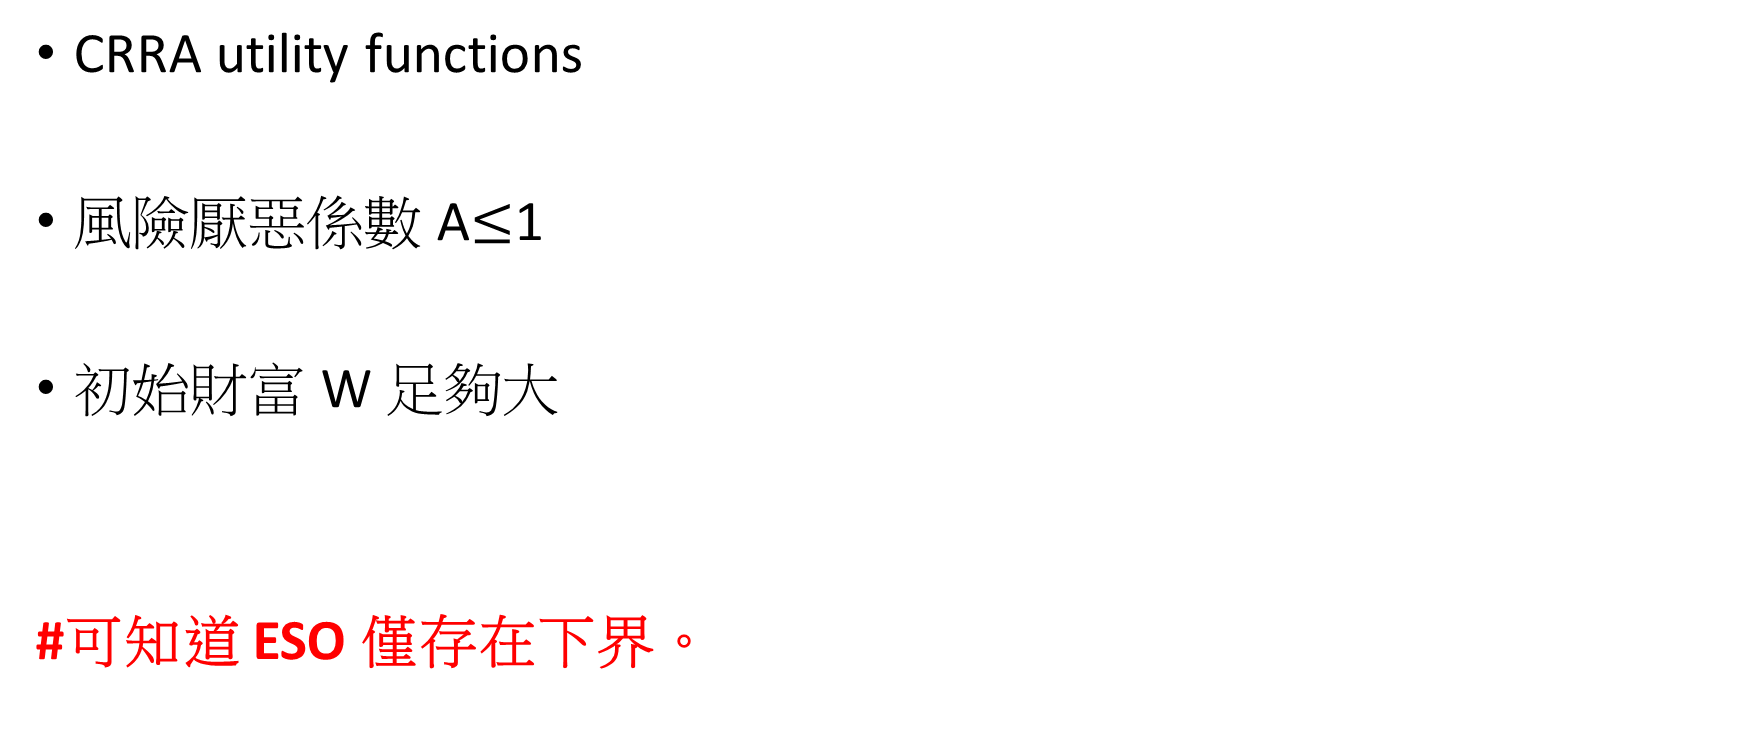 • CRRA utility functions
• 風險厭惡係數 A≤1
• 初始財富 W 足夠大
#可知道 ESO 僅存在下界。